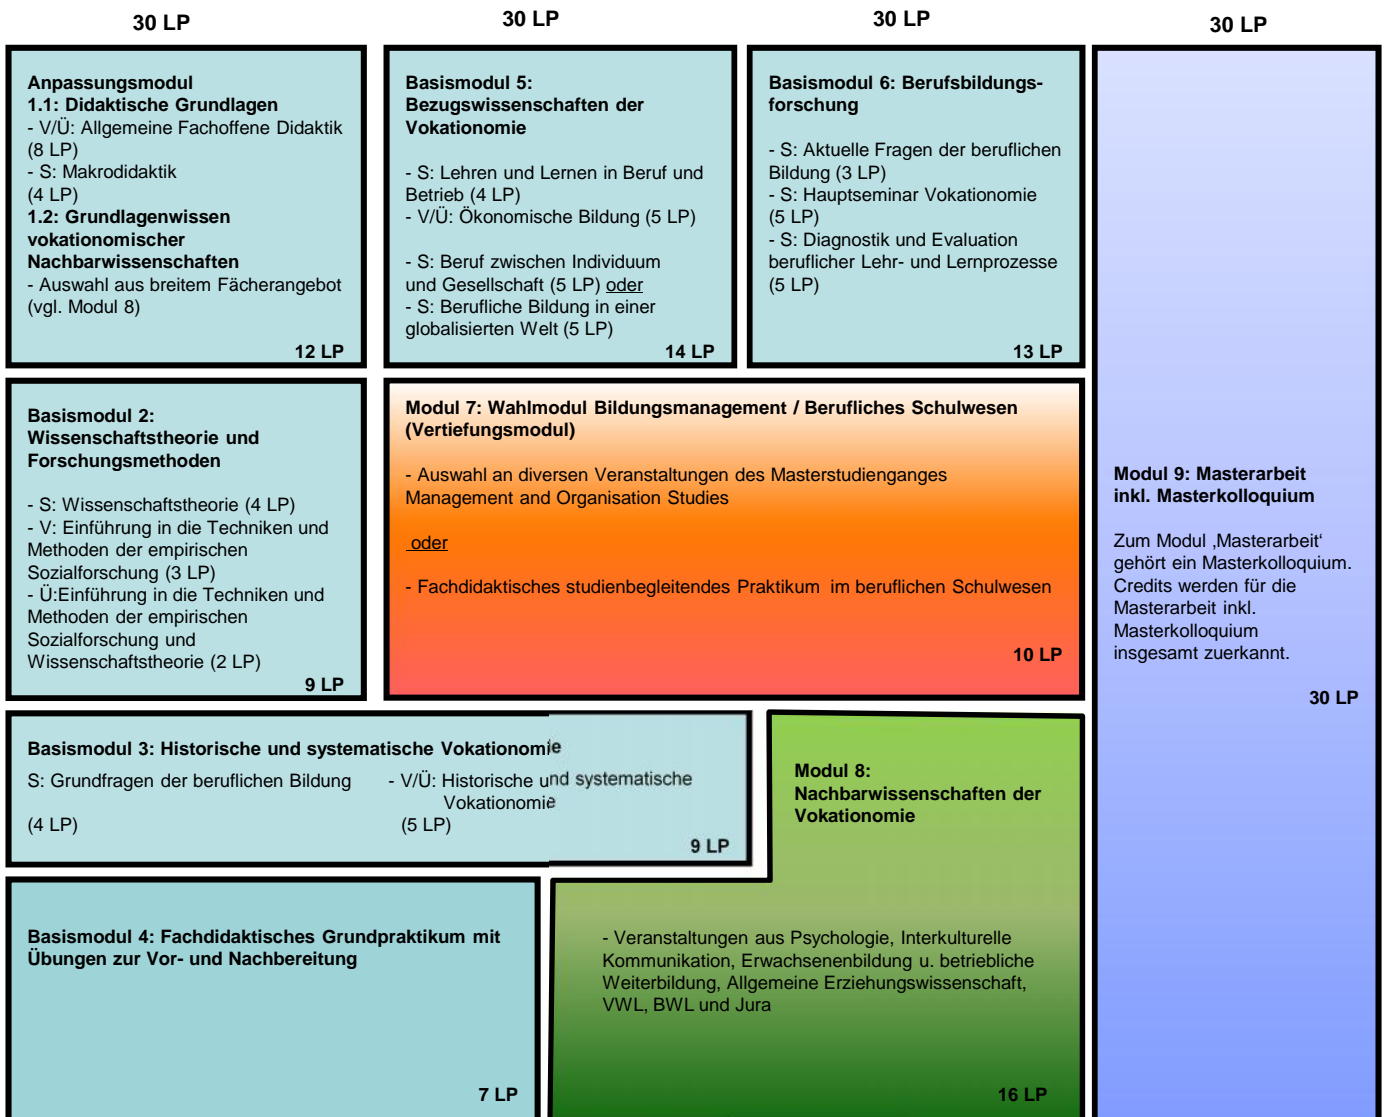 30 LP
30 LP
30 LP
30 LP
Anpassungsmodul
1.1: Didaktische Grundlagen
- V/Ü: Allgemeine Fachoffene Didaktik
(8 LP)
- S: Makrodidaktik
(4 LP)
1.2: Grundlagenwissen
vokationomischer
Nachbarwissenschaften
- Auswahl aus breitem Fächerangebot
(vgl. Modul 8)
12 LP
Basismodul 5:
Bezugswissenschaften der
Vokationomie
- S: Lehren und Lernen in Beruf und
Betrieb (4 LP)
- V/Ü: Ökonomische Bildung (5 LP)
- S: Beruf zwischen Individuum
und Gesellschaft (5 LP) oder
- S: Berufliche Bildung in einer
globalisierten Welt (5 LP)
14 LP
Basismodul 6: Berufsbildungs-
forschung
- S: Aktuelle Fragen der beruflichen
Bildung (3 LP)
- S: Hauptseminar Vokationomie
(5 LP)
- S: Diagnostik und Evaluation
beruflicher Lehr- und Lernprozesse
(5 LP)
13 LP
Basismodul 2:
Wissenschaftstheorie und
Forschungsmethoden
- S: Wissenschaftstheorie (4 LP)
- V: Einführung in die Techniken und
Methoden der empirischen
Sozialforschung (3 LP)
- Ü:Einführung in die Techniken und
Methoden der empirischen
Sozialforschung und
Wissenschaftstheorie (2 LP)
9 LP
Modul 7: Wahlmodul Bildungsmanagement / Berufliches Schulwesen
(Vertiefungsmodul)
- Auswahl an diversen Veranstaltungen des Masterstudienganges
Management and Organisation Studies
oder
- Fachdidaktisches studienbegleitendes Praktikum im beruflichen Schulwesen
10 LP
Modul 9: Masterarbeit
inkl. Masterkolloquium
Zum Modul ‚Masterarbeit‘
gehört ein Masterkolloquium.
Credits werden für die
Masterarbeit inkl.
Masterkolloquium
insgesamt zuerkannt.
30 LP
Basismodul 3: Historische und systematische Vokationomie
S: Grundfragen der beruflichen Bildung - V/Ü: Historische und systematische
Vokationomie
(4 LP) (5 LP)
9 LP
Modul 8:
Nachbarwissenschaften der
Vokationomie
- Veranstaltungen aus Psychologie, Interkulturelle
Kommunikation, Erwachsenenbildung u. betriebliche
Weiterbildung, Allgemeine Erziehungswissenschaft,
VWL, BWL und Jura
16 LP
Basismodul 4: Fachdidaktisches Grundpraktikum mit
Übungen zur Vor- und Nachbereitung
7 LP